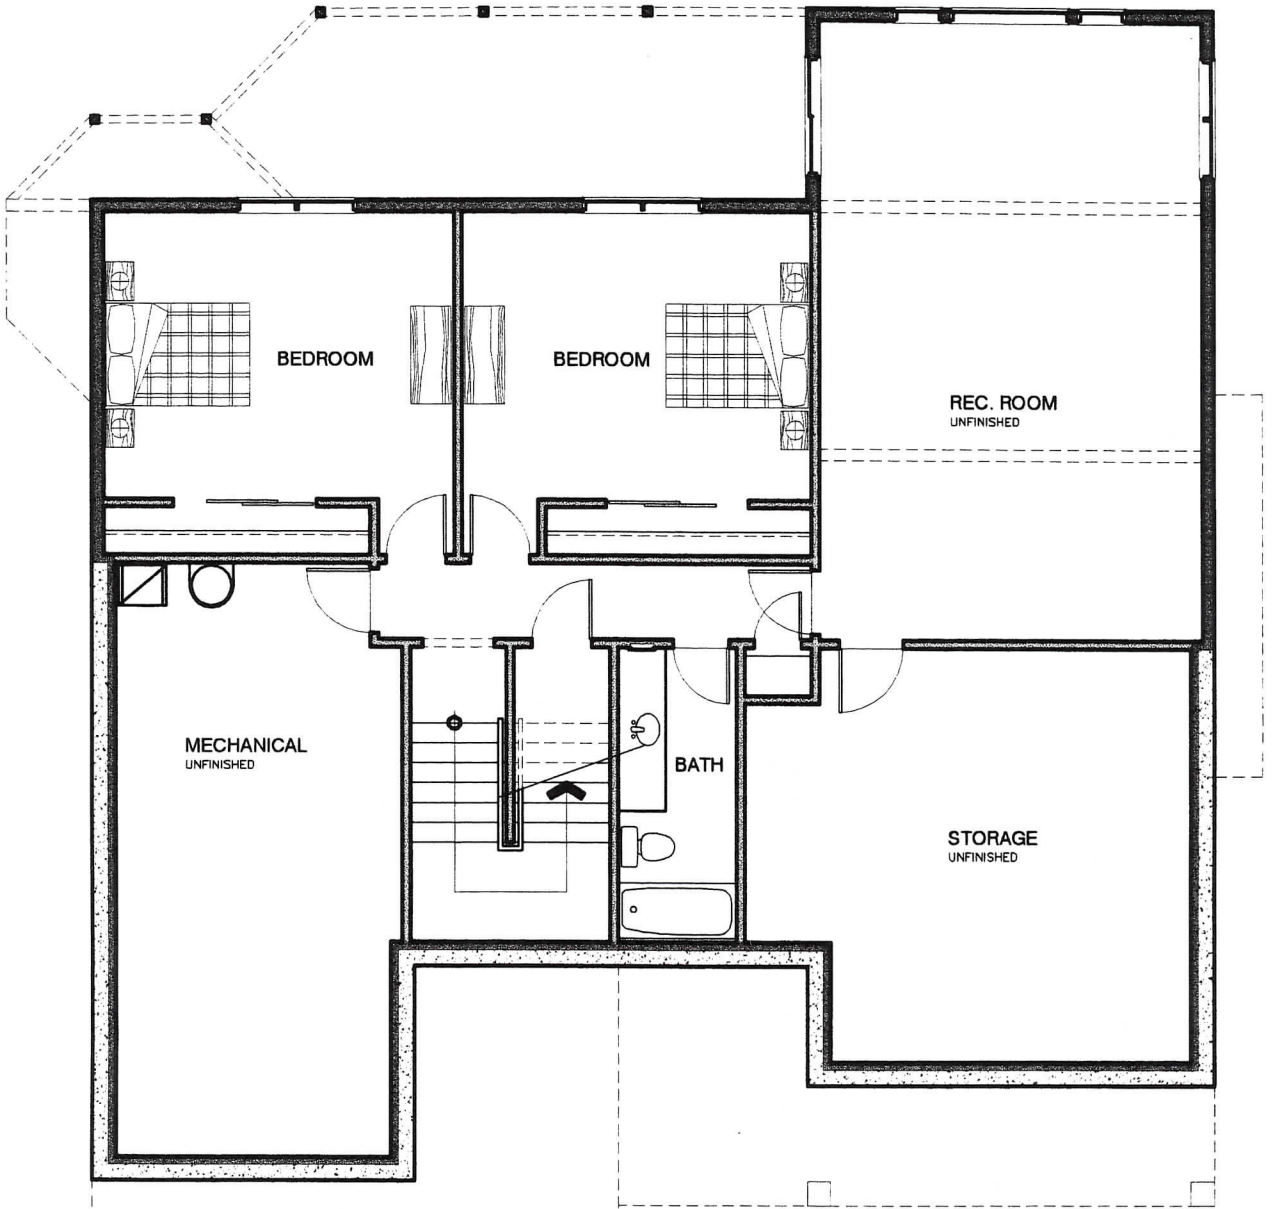 BEDROOM
BEDROOM
REC. ROOM
UNFINISHED
MECHANICAL
UNFINISHED
BATH
STORAGE
UNFINISHED